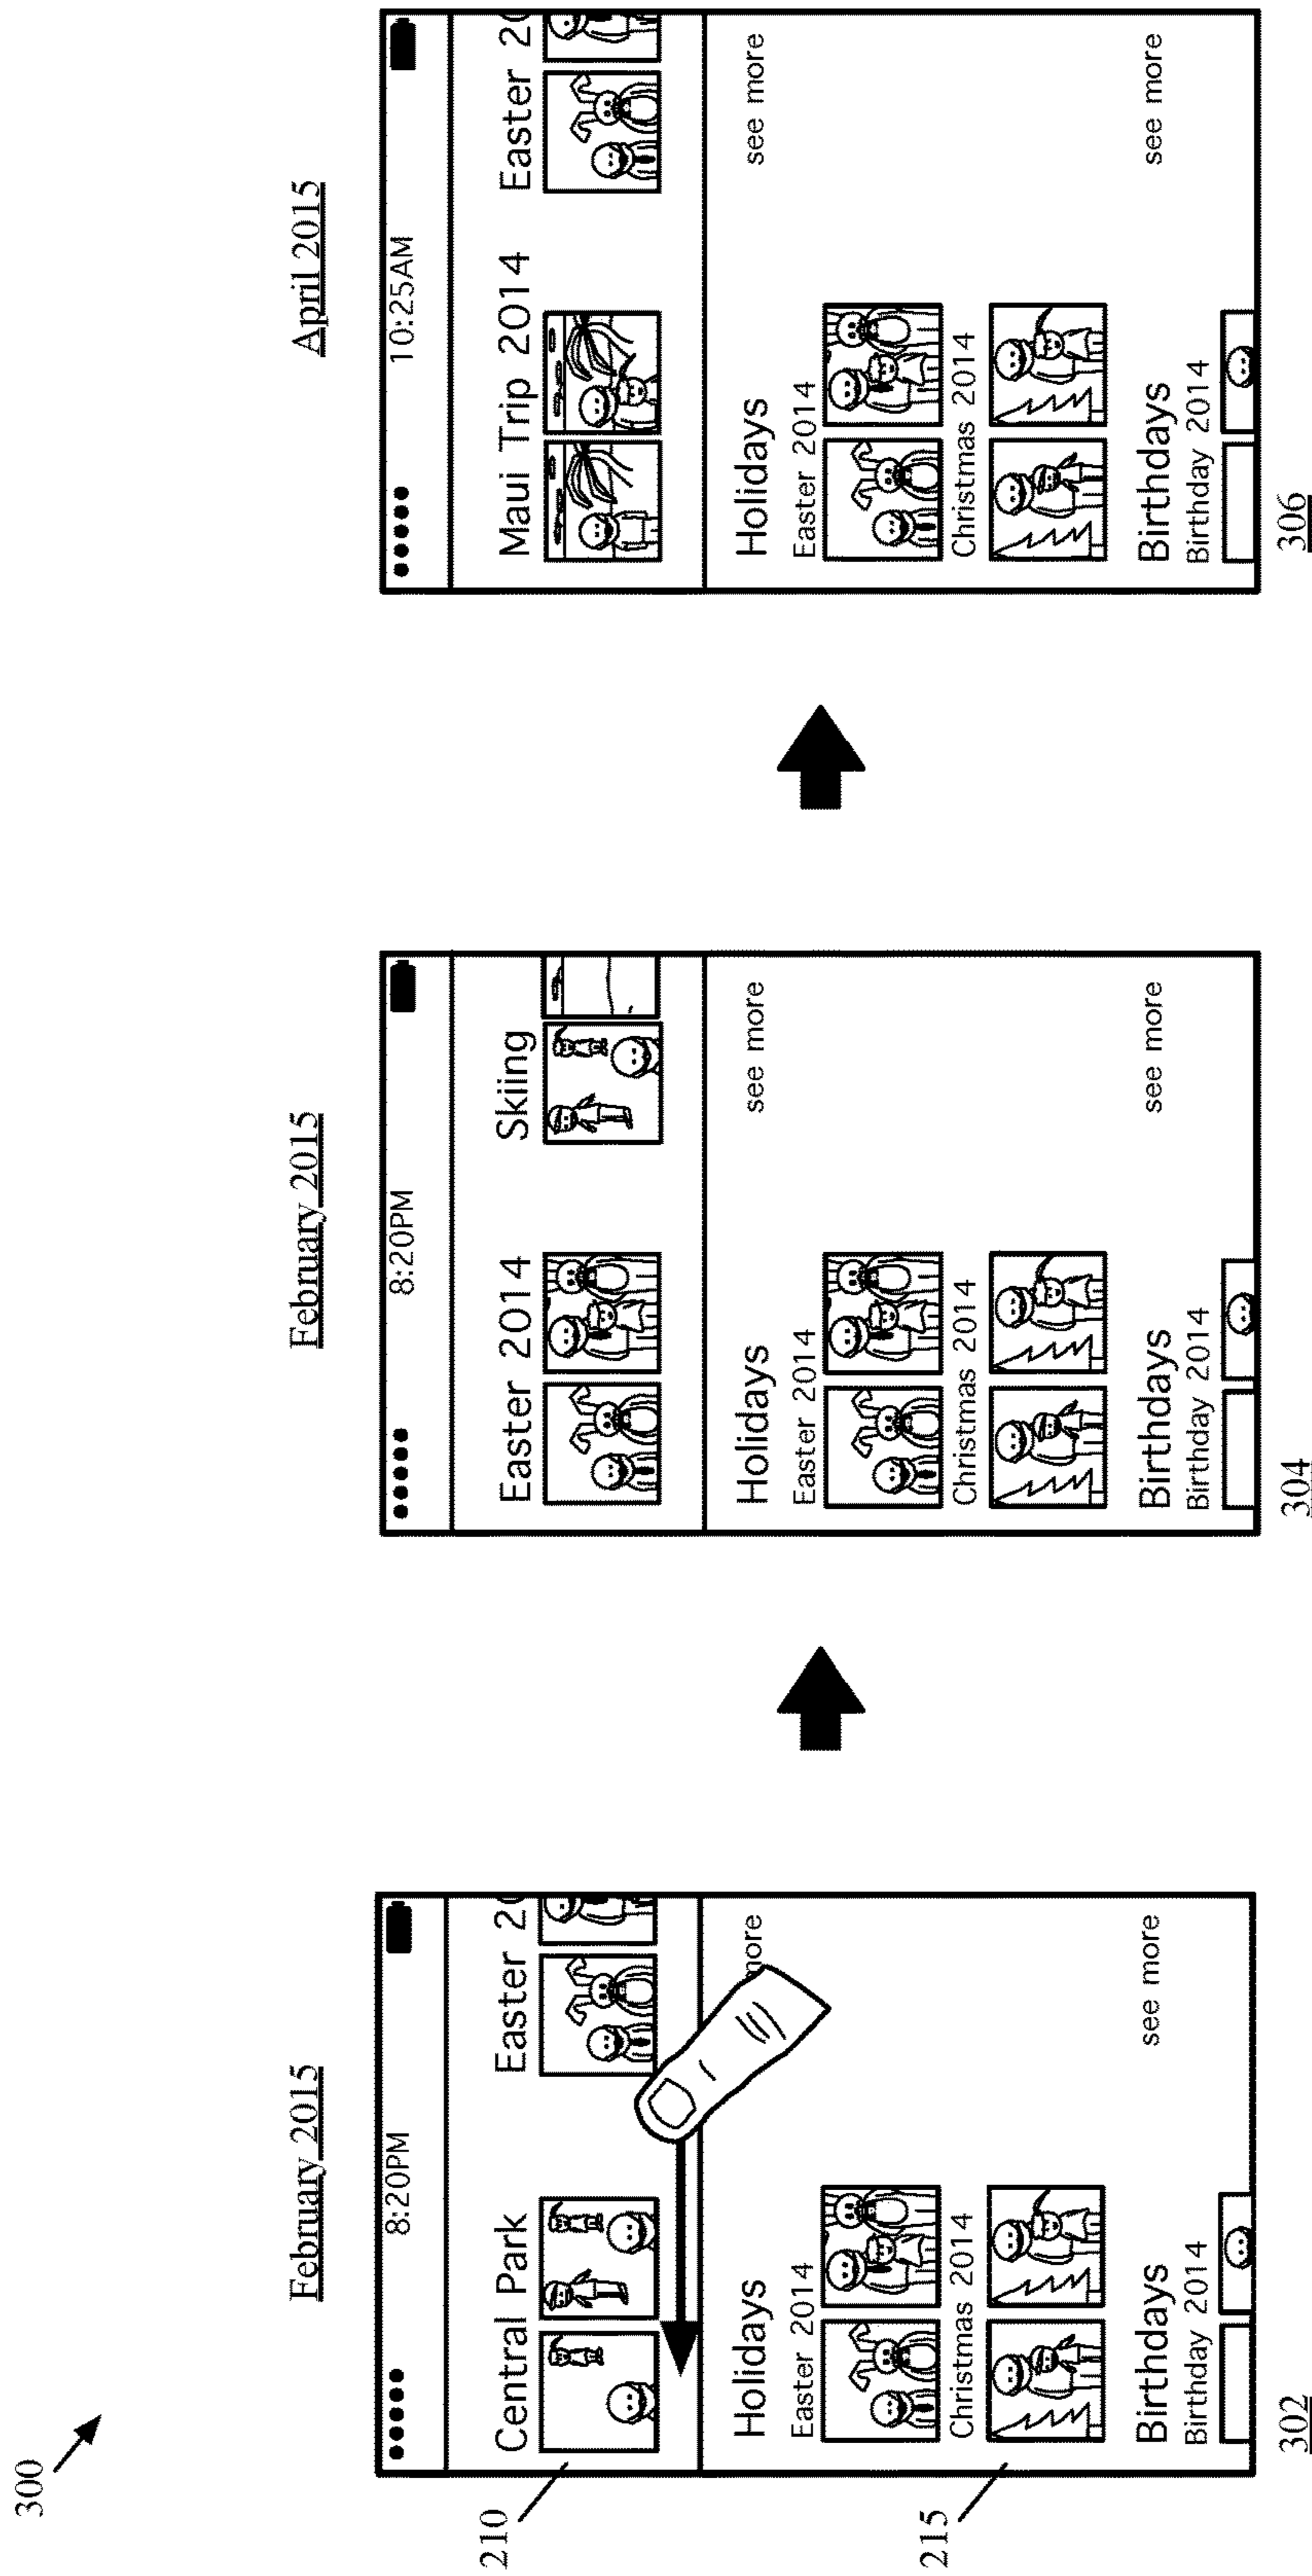 300
February 2015
8:20PM
Central Park Easter 20
210
Holidays more
Easter 2014
Christmas 2014
215
Birthdays see more
Birthday 2014
302
February 2015
8:20PM
Easter 2014 Skiing
Holidays see more
Easter 2014
Christmas 2014
Birthdays see more
Birthday 2014
304
April 2015
10:25AM
Maui Trip 2014 Easter 20
Holidays see more
Easter 2014
Christmas 2014
Birthdays see more
Birthday 2014
306